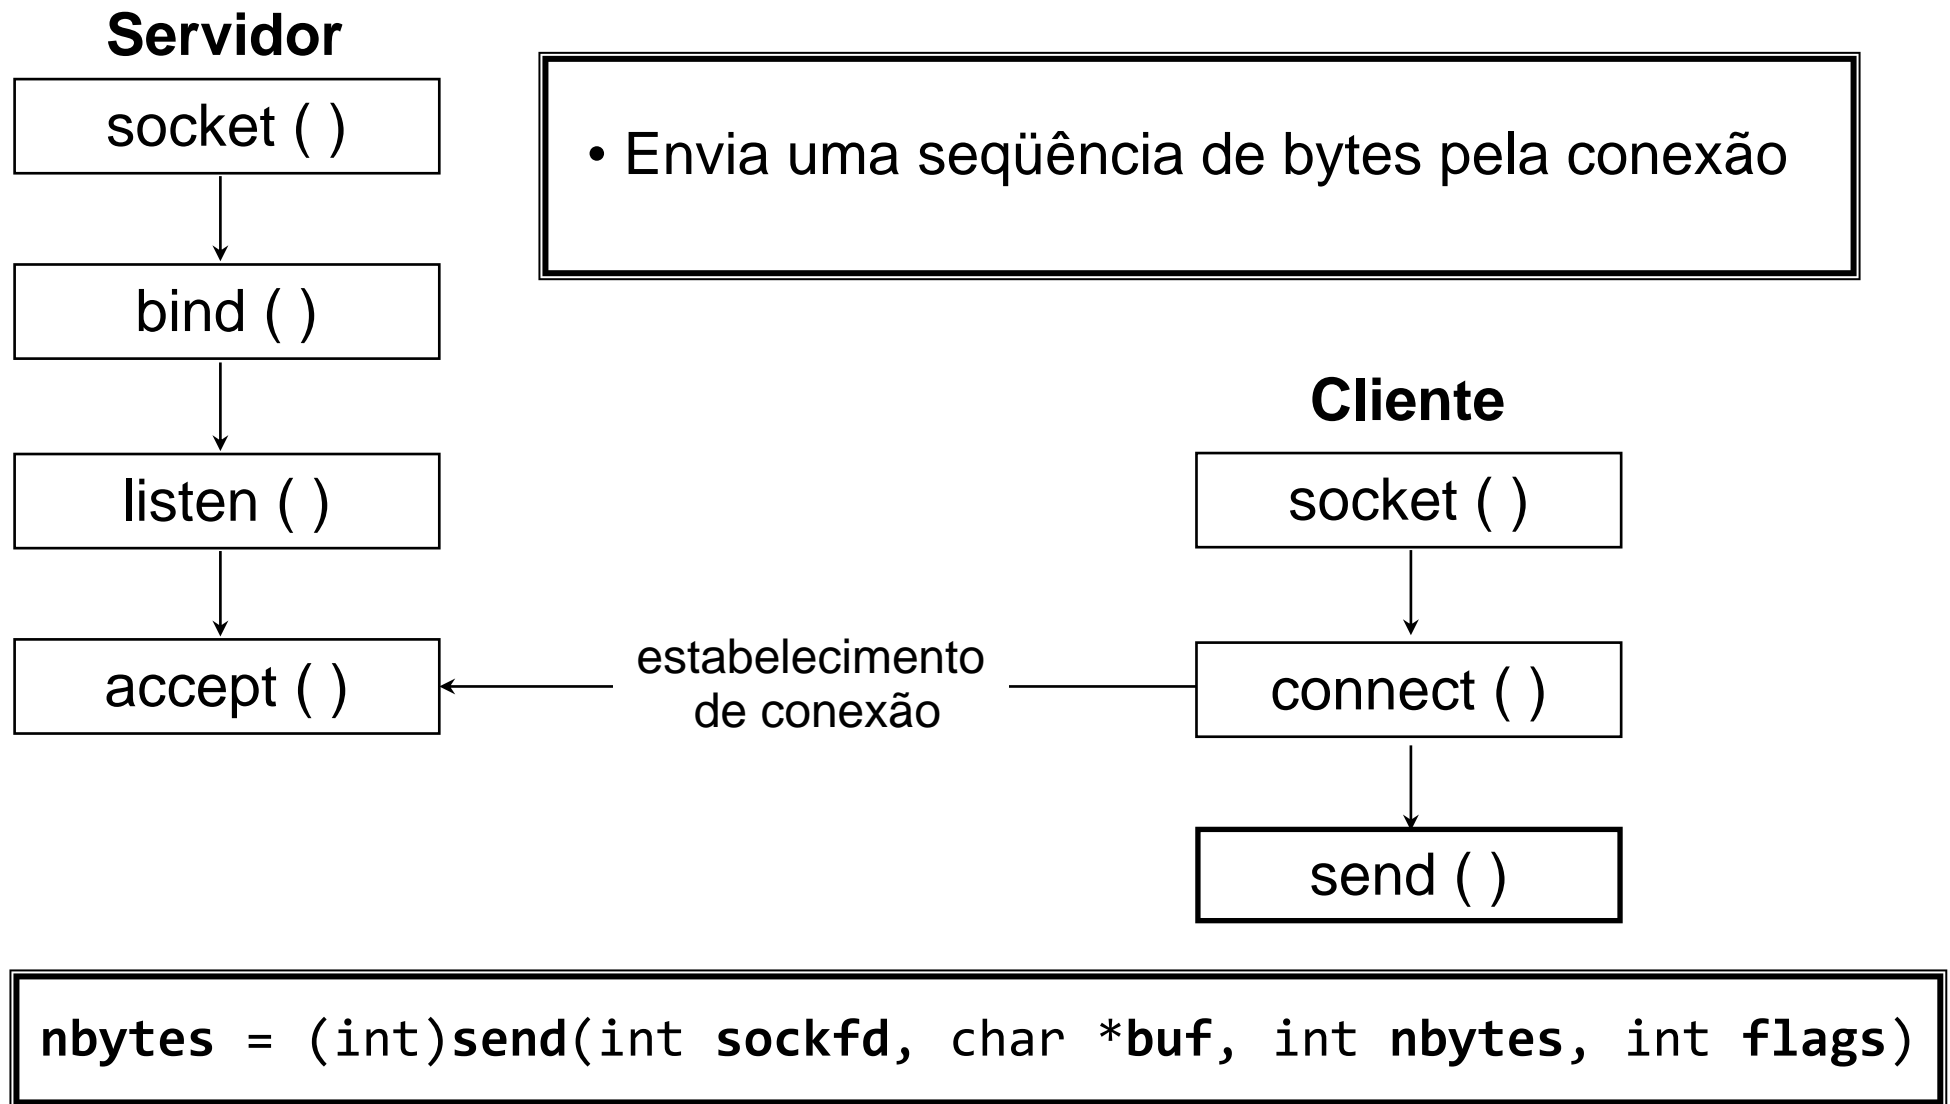 Servidor
socket ( )
• Envia uma seqüência de bytes pela conexão
bind ( )
listen ( )
accept ( )
estabelecimento
de conexão
Cliente
socket ( )
connect ( )
send ( )
nbytes = (int)send(int sockfd, char *buf, int nbytes, int flags)